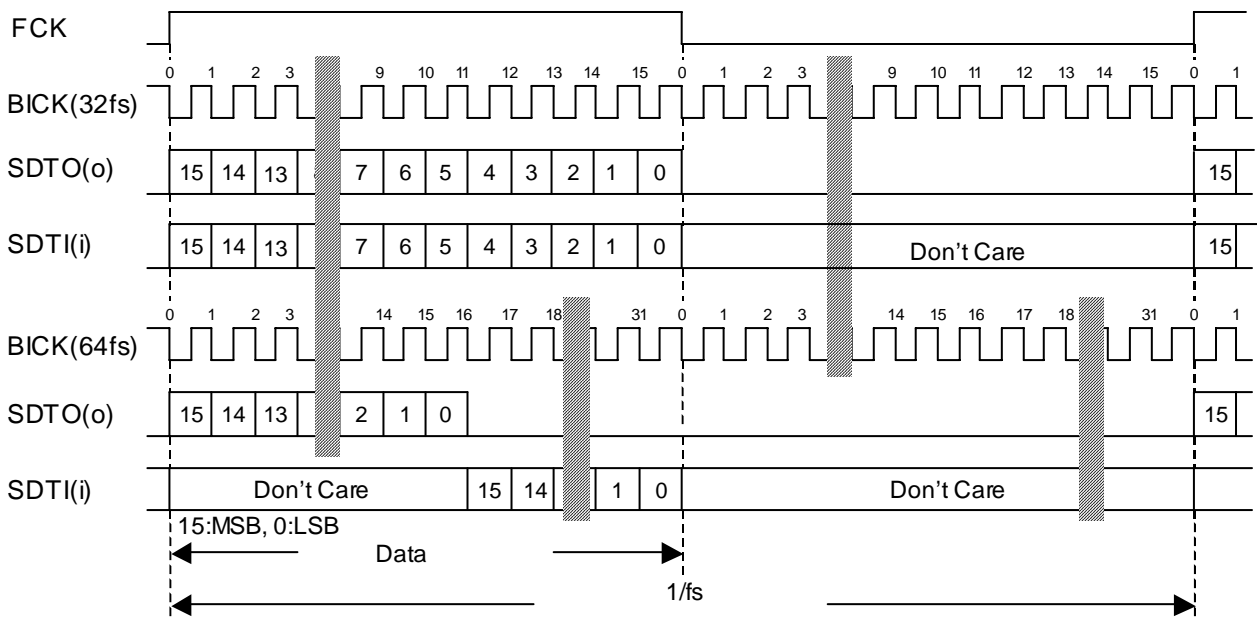 FCK
0 1 2 3 9 10 11 12 13 14 15 0 1 2 3 9 10 11 12 13 14 15 0 1
BICK(32fs)
SDTO(o) 15 14 13 7 6 5 4 3 2 1 0 15
SDTI(i) 15 14 13 7 6 5 4 3 2 1 0 Don't Care 15
0 1 2 3 14 15 16 17 18 31 0 1 2 3 14 15 16 17 18 31 0 1
BICK(64fs)
SDTO(o) 15 14 13 2 1 0 15
SDTI(i) Don't Care 15 14 1 0 Don't Care
15:MSB, 0:LSB
Data
1/fs